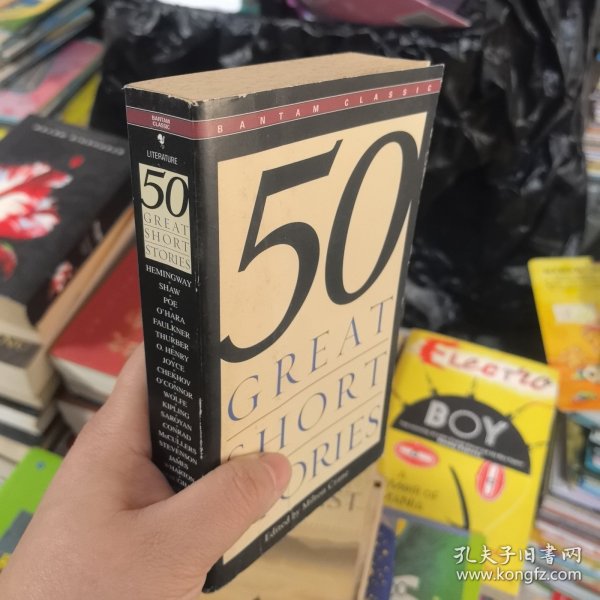 BANTAM CLASSIC
50
GREAT
SHORT
STORIES
Edited by Milton Crane
BANTAM
CLASSIC
LITERATURE
50
GREAT
SHORT
STORIES
HEMINGWAY
SHAW
POE
O'HARA
FAULKNER
THURBER
O. HENRY
JOYCE
CHEKHOV
O'CONNOR
WOLFE
KIPLING
SAROYAN
CONRAD
McCULLERS
STEVENSON
JAMES
WHARTON
Electro
BOY
孔夫子旧书网
www.kongfz.com